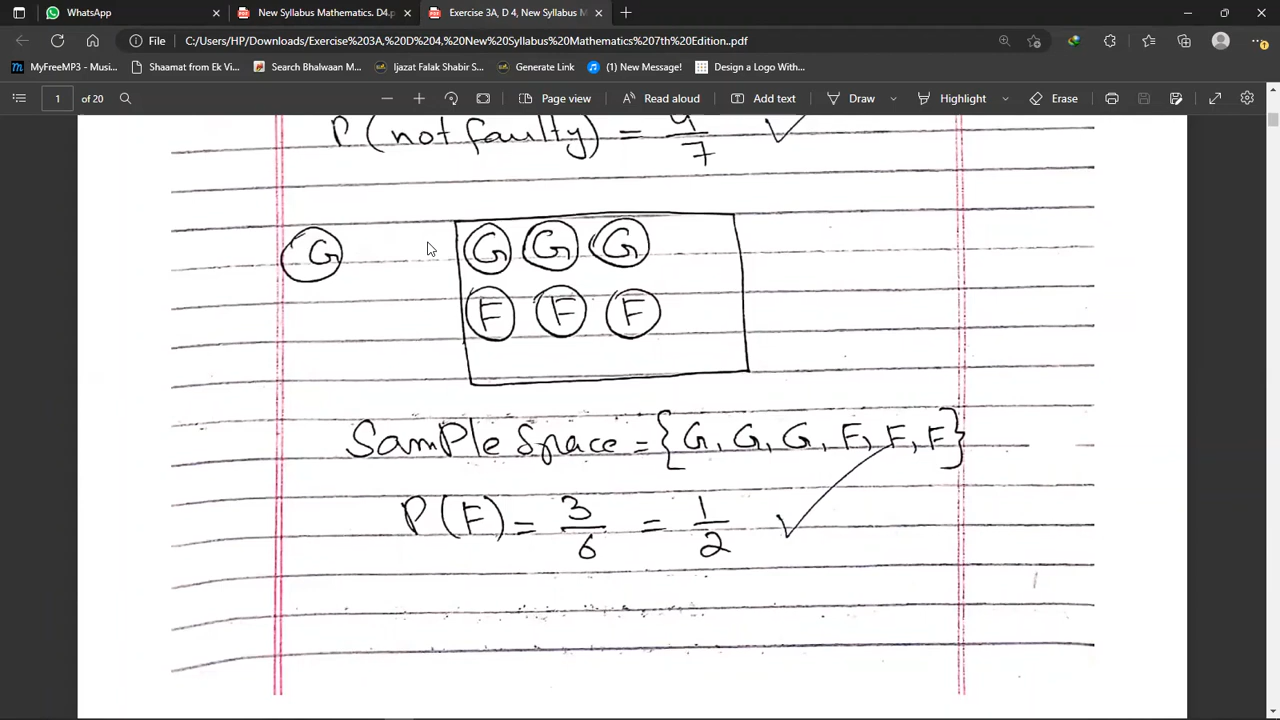 WhatsApp
New Syllabus Mathematics. D4.p
Exercise 3A, D 4, New Syllabus M
File
C:/Users/HP/Downloads/Exercise%203A,%20D%204,%20New%20Syllabus%20Mathematics%207th%20Edition..pdf
MyFreeMP3 - Musi...
Shaamat from Ek Vi...
Search Bhalwaan M...
Ijazat Falak Shabir S...
Generate Link
(1) New Message!
Design a Logo With...
1 of 20
Page view
Read aloud
Add text
Draw
Highlight
Erase
P(not faulty) = 4/7
G G G G
F F F
Sample Space = {G, G, G, F, F, F}
P(F) = 3/6 = 1/2